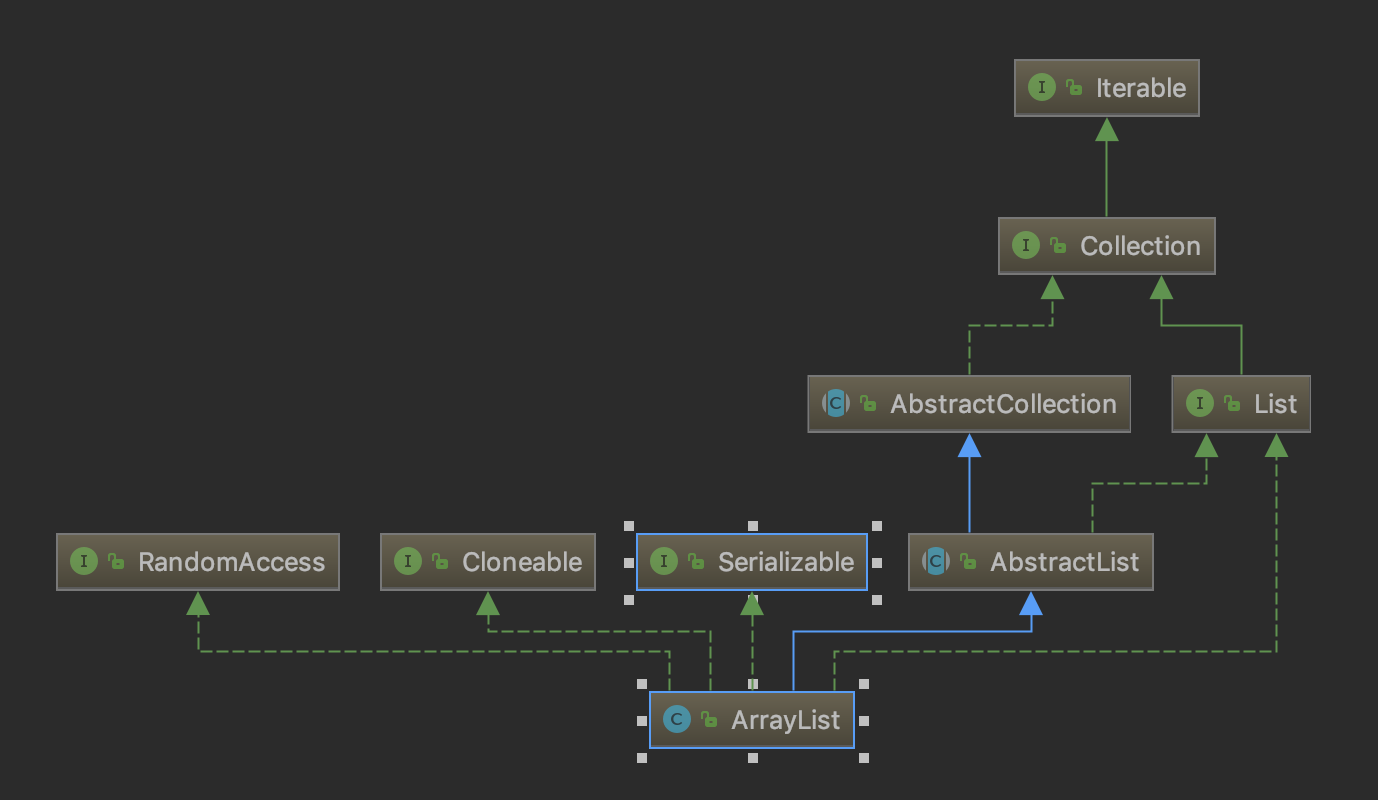 I Iterable
I Collection
C AbstractCollection
I List
I RandomAccess
I Cloneable
I Serializable
C AbstractList
C ArrayList